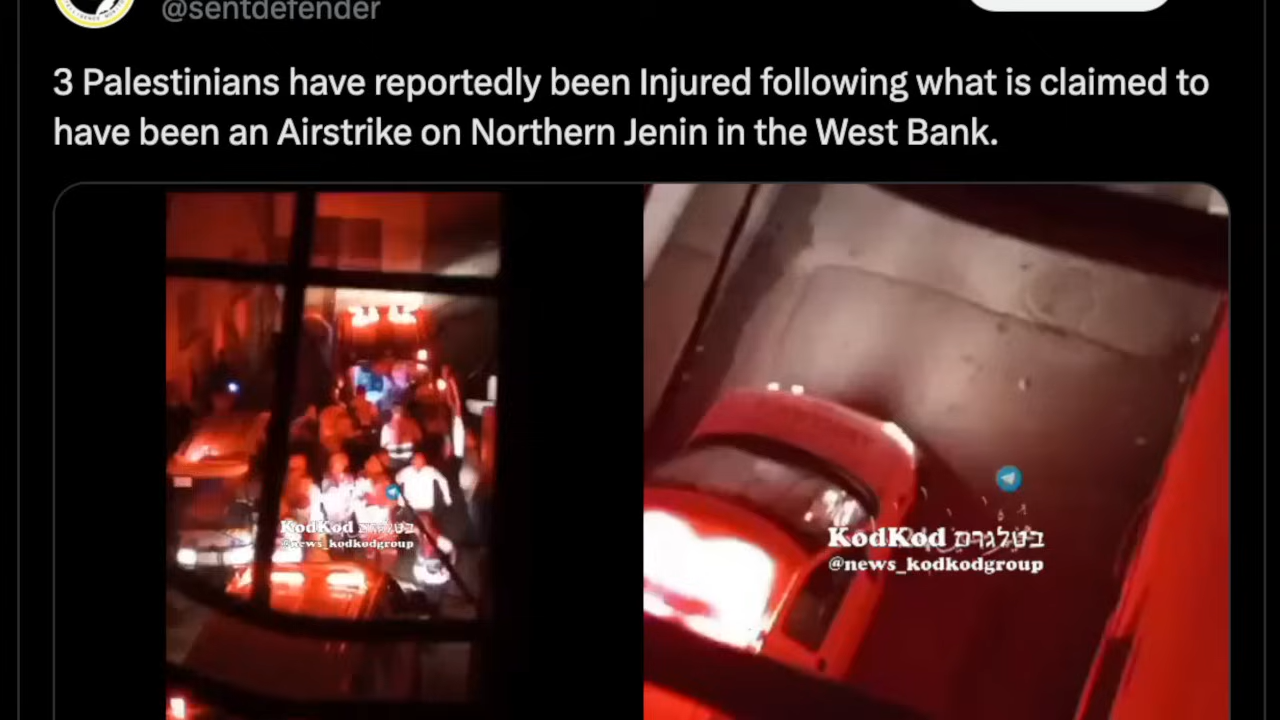 @sentdefender
3 Palestinians have reportedly been Injured following what is claimed to
have been an Airstrike on Northern Jenin in the West Bank.
KodKod בטלגרם
@news_kodkodgroup
KodKod בטלגרם
@news_kodkodgroup